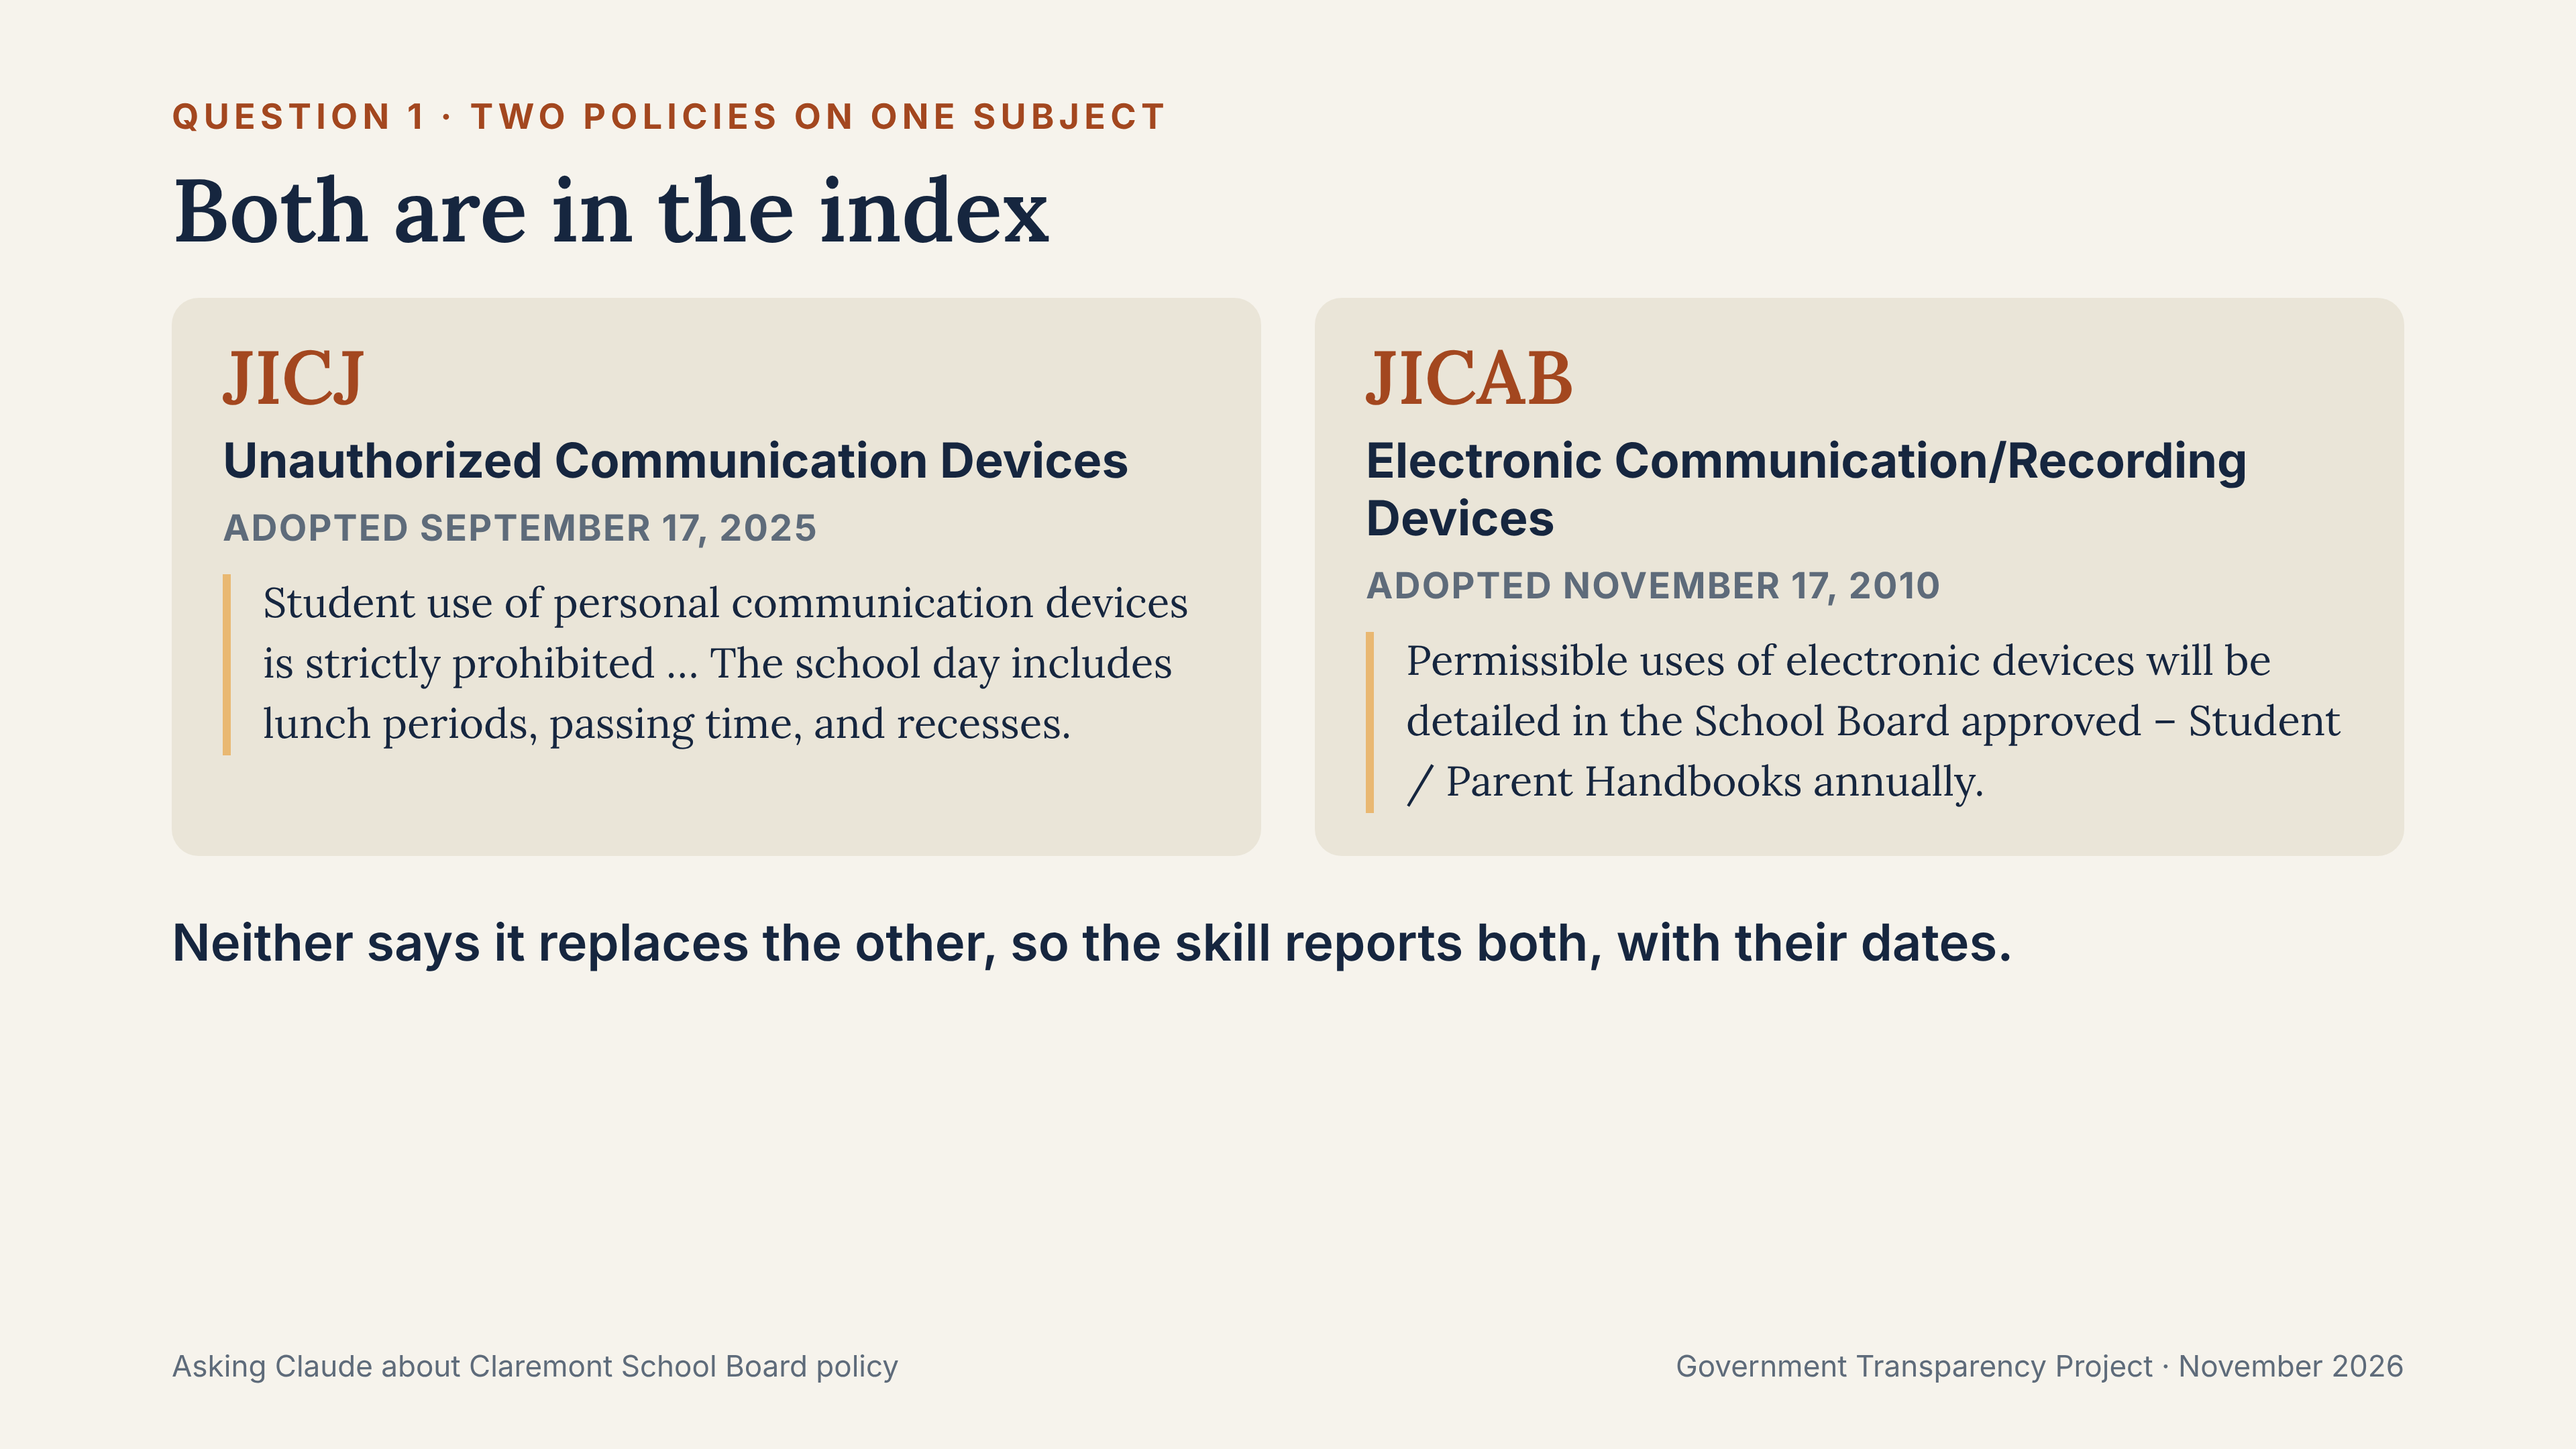 QUESTION 1 · TWO POLICIES ON ONE SUBJECT
Both are in the index
JICJ
Unauthorized Communication Devices
ADOPTED SEPTEMBER 17, 2025
Student use of personal communication devices
is strictly prohibited … The school day includes
lunch periods, passing time, and recesses.
JICAB
Electronic Communication/Recording
Devices
ADOPTED NOVEMBER 17, 2010
Permissible uses of electronic devices will be
detailed in the School Board approved – Student
/ Parent Handbooks annually.
Neither says it replaces the other, so the skill reports both, with their dates.
Asking Claude about Claremont School Board policy
Government Transparency Project · November 2026